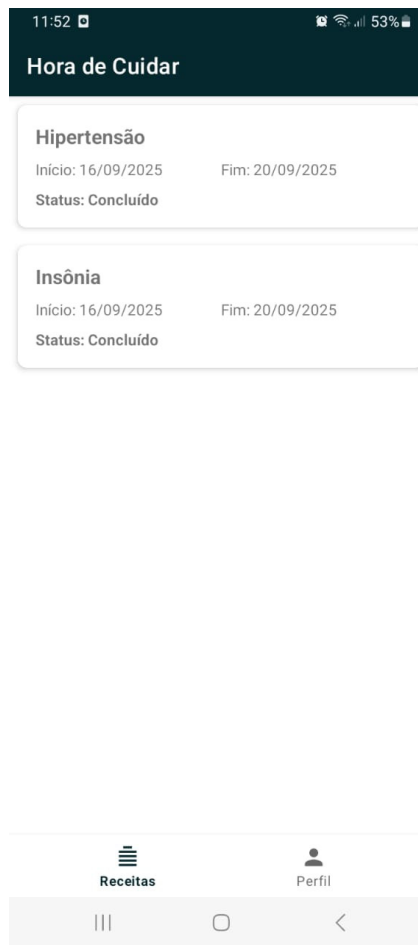 11:52 53%
Hora de Cuidar
Hipertensão
Início: 16/09/2025 Fim: 20/09/2025
Status: Concluído
Insônia
Início: 16/09/2025 Fim: 20/09/2025
Status: Concluído
Receitas Perfil